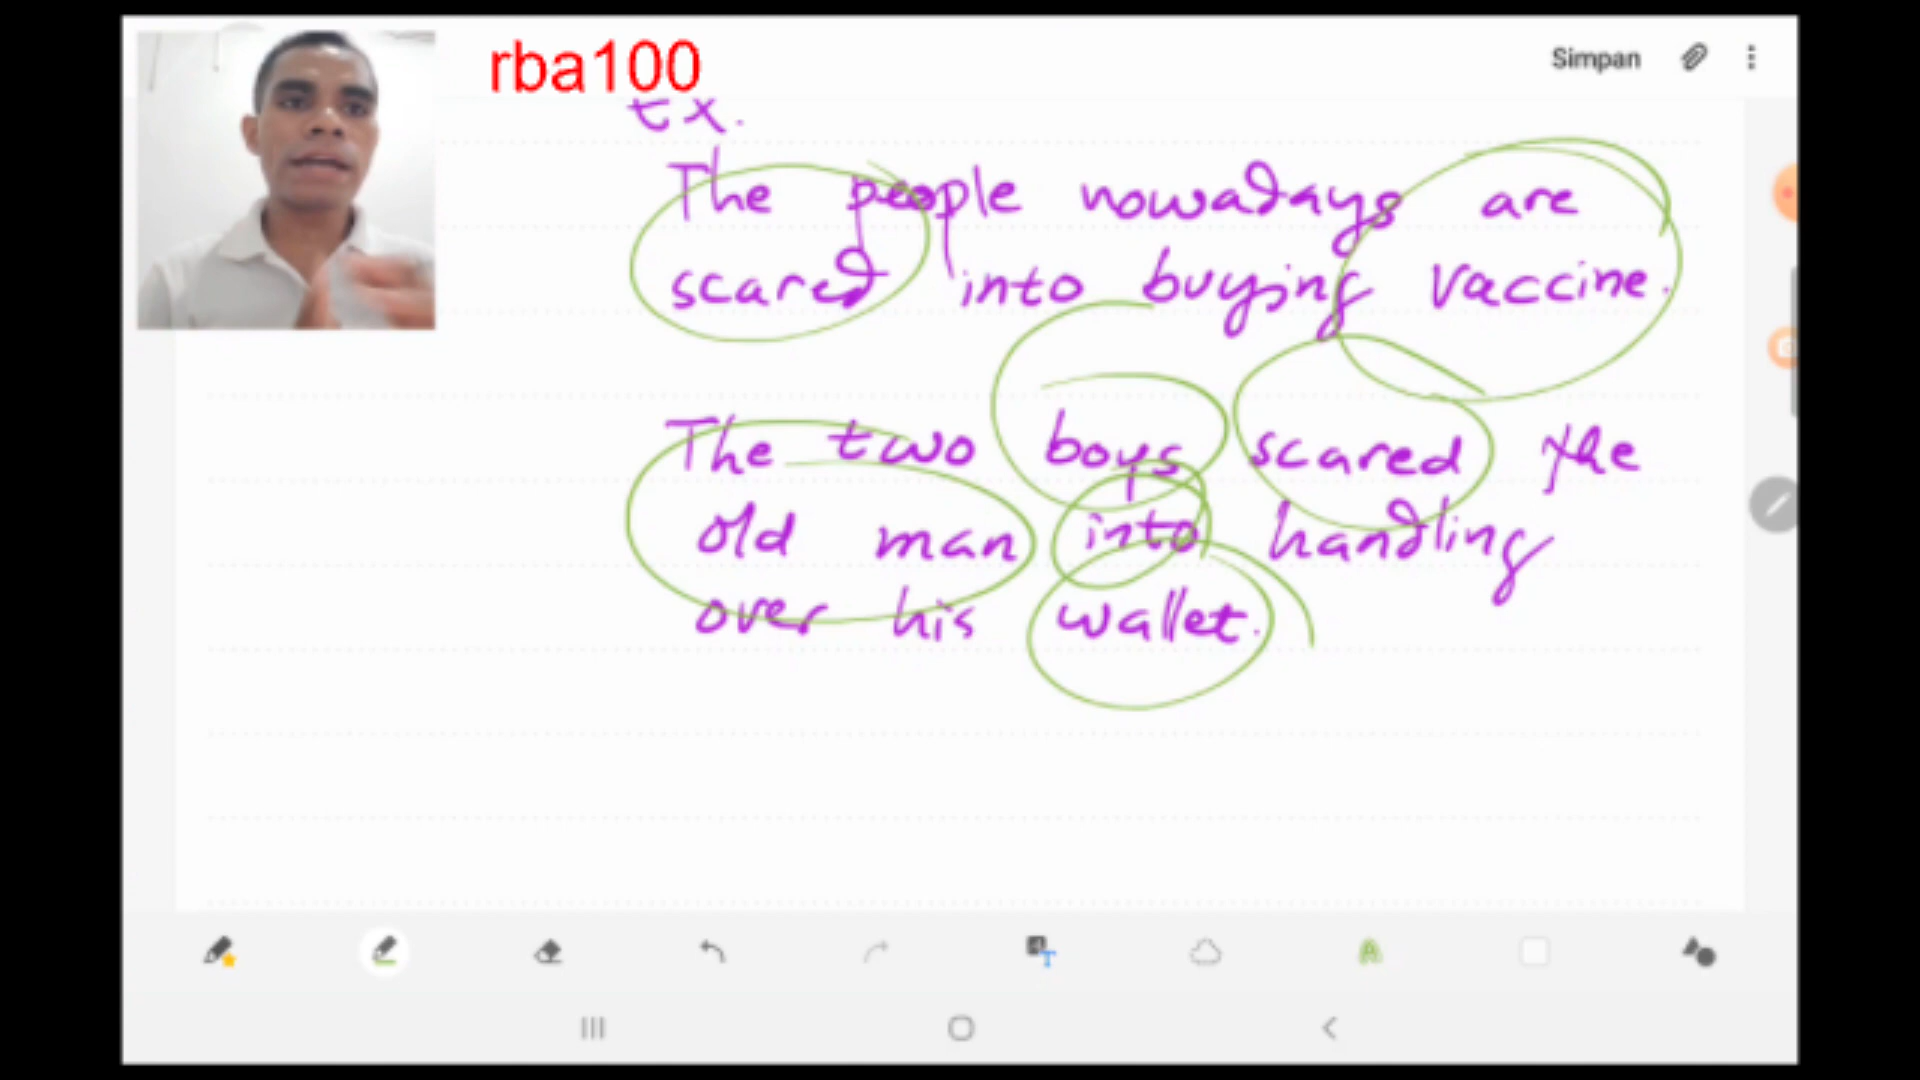 rba100
Simpan
Ex.
The people nowadays are
scared into buying vaccine.
The two boys scared the
old man into handling
over his wallet.